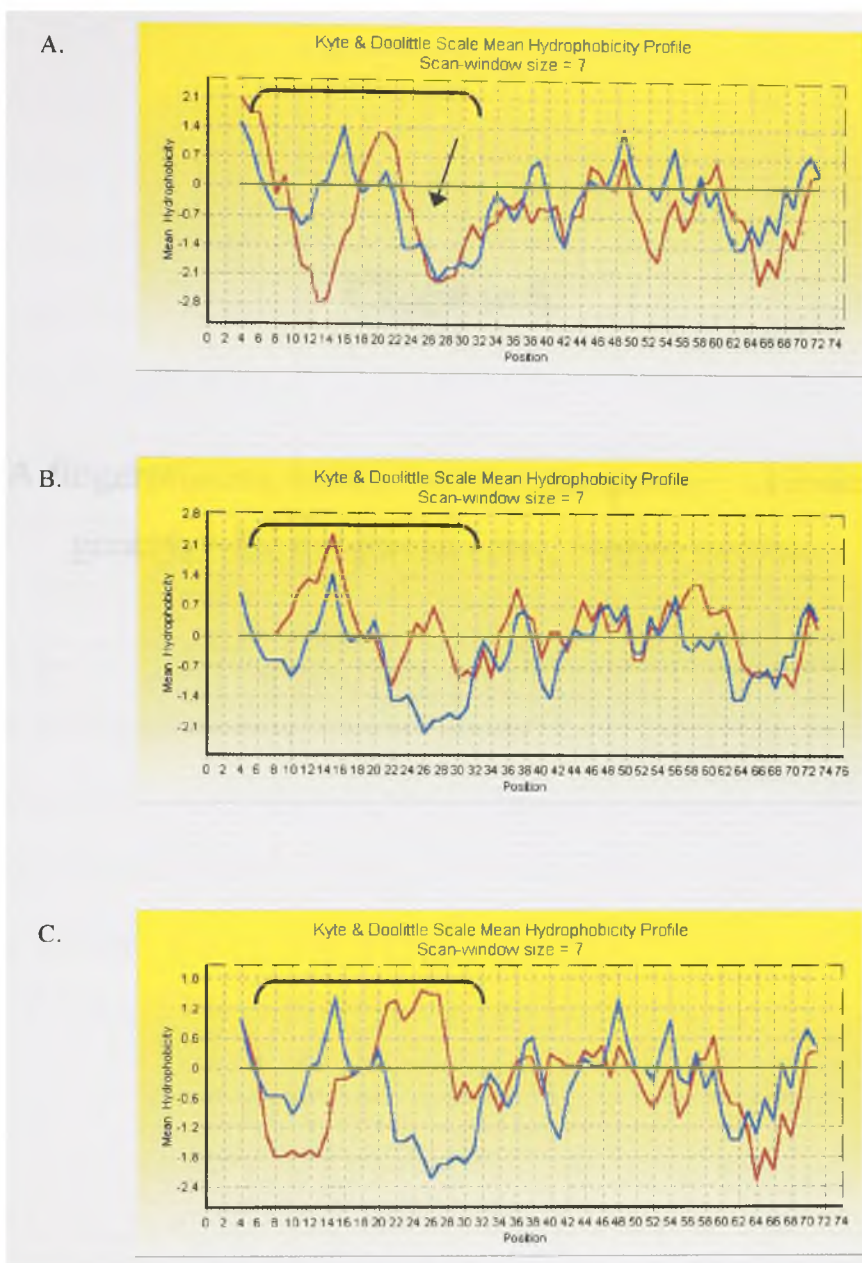 A.
Kyte & Doolittle Scale Mean Hydrophobicity Profile
Scan-window size = 7
Mean Hydrophobicity
2.1
1.4
0.7
0
-0.7
-1.4
-2.1
-2.8
0 2 4 6 8 10 12 14 16 18 20 22 24 26 28 30 32 34 36 38 40 42 44 46 48 50 52 54 56 58 60 62 64 66 68 70 72 74
Position
B.
Kyte & Doolittle Scale Mean Hydrophobicity Profile
Scan-window size = 7
Mean Hydrophobicity
2.8
2.1
1.4
0.7
0
-0.7
-1.4
-2.1
0 2 4 6 8 10 12 14 16 18 20 22 24 26 28 30 32 34 36 38 40 42 44 46 48 50 52 54 56 58 60 62 64 66 68 70 72 74 76
Position
C.
Kyte & Doolittle Scale Mean Hydrophobicity Profile
Scan-window size = 7
Mean Hydrophobicity
1.8
1.2
0.6
0
-0.6
-1.2
-1.8
-2.4
0 2 4 6 8 10 12 14 16 18 20 22 24 26 28 30 32 34 36 38 40 42 44 46 48 50 52 54 56 58 60 62 64 66 68 70 72 74
Position